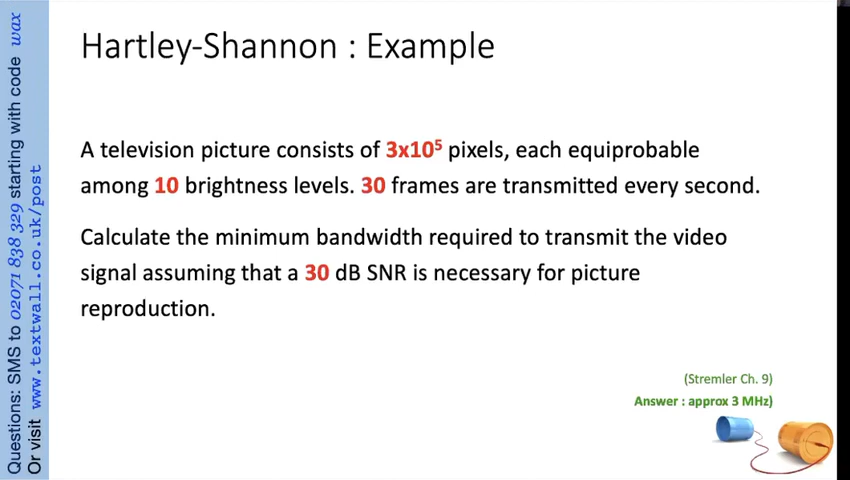 Hartley-Shannon : Example
A television picture consists of 3x10⁵ pixels, each equiprobable
among 10 brightness levels. 30 frames are transmitted every second.
Calculate the minimum bandwidth required to transmit the video
signal assuming that a 30 dB SNR is necessary for picture
reproduction.
(Stremler Ch. 9)
Answer : approx 3 MHz)
Questions: SMS to 02071 838 329 starting with code wax
Or visit www.textwall.co.uk/post